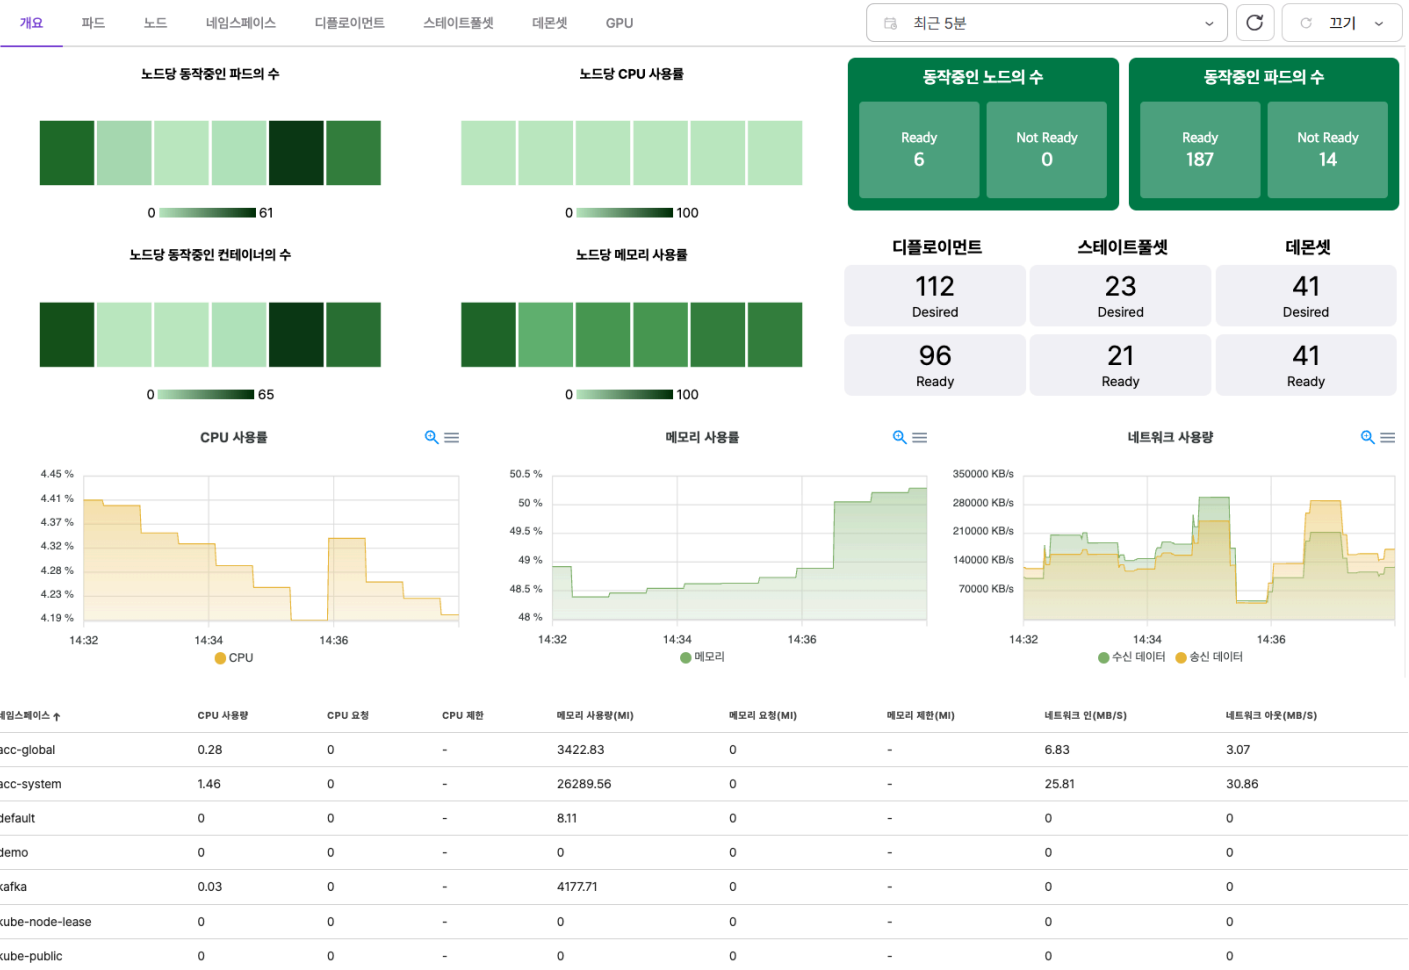 개요 파드 노드 네임스페이스 디플로이먼트 스테이트풀셋 데몬셋 GPU 최근 5분 끄기
노드당 동작중인 파드의 수
0 61
노드당 CPU 사용률
0 100
동작중인 노드의 수
Ready Not Ready
6 0
동작중인 파드의 수
Ready Not Ready
187 14
노드당 동작중인 컨테이너의 수
0 65
노드당 메모리 사용률
0 100
디플로이먼트 스테이트풀셋 데몬셋
112 23 41
Desired Desired Desired
96 21 41
Ready Ready Ready
CPU 사용률
4.45 %
4.41 %
4.37 %
4.32 %
4.28 %
4.23 %
4.19 %
14:32 14:34 14:36
CPU
메모리 사용률
50.5 %
50 %
49.5 %
49 %
48.5 %
48 %
14:32 14:34 14:36
메모리
네트워크 사용량
350000 KB/s
280000 KB/s
210000 KB/s
140000 KB/s
70000 KB/s
14:32 14:34 14:36
수신 데이터 송신 데이터
네임스페이스 CPU 사용량 CPU 요청 CPU 제한 메모리 사용량(MI) 메모리 요청(MI) 메모리 제한(MI) 네트워크 인(MB/S) 네트워크 아웃(MB/S)
acc-global 0.28 0 - 3422.83 0 - 6.83 3.07
acc-system 1.46 0 - 26289.56 0 - 25.81 30.86
default 0 0 - 8.11 0 - 0 0
demo 0 0 - 0 0 - 0 0
kafka 0.03 0 - 4177.71 0 - 0 0
kube-node-lease 0 0 - 0 0 - 0 0
kube-public 0 0 - 0 0 - 0 0